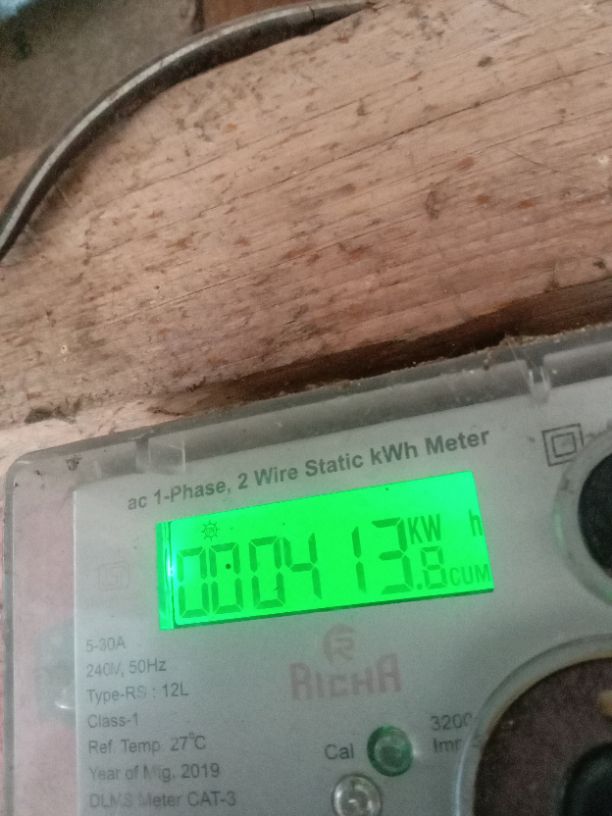 ac 1-Phase, 2 Wire Static kWh Meter
000413.8 KW h
CUM
5-30A
240V, 50Hz
RICHA
Type-RSI : 12L
Class-1
Ref. Temp. 27°C
Cal
3200
Imp
Year of Mfg. 2019
DLMS Meter CAT-3